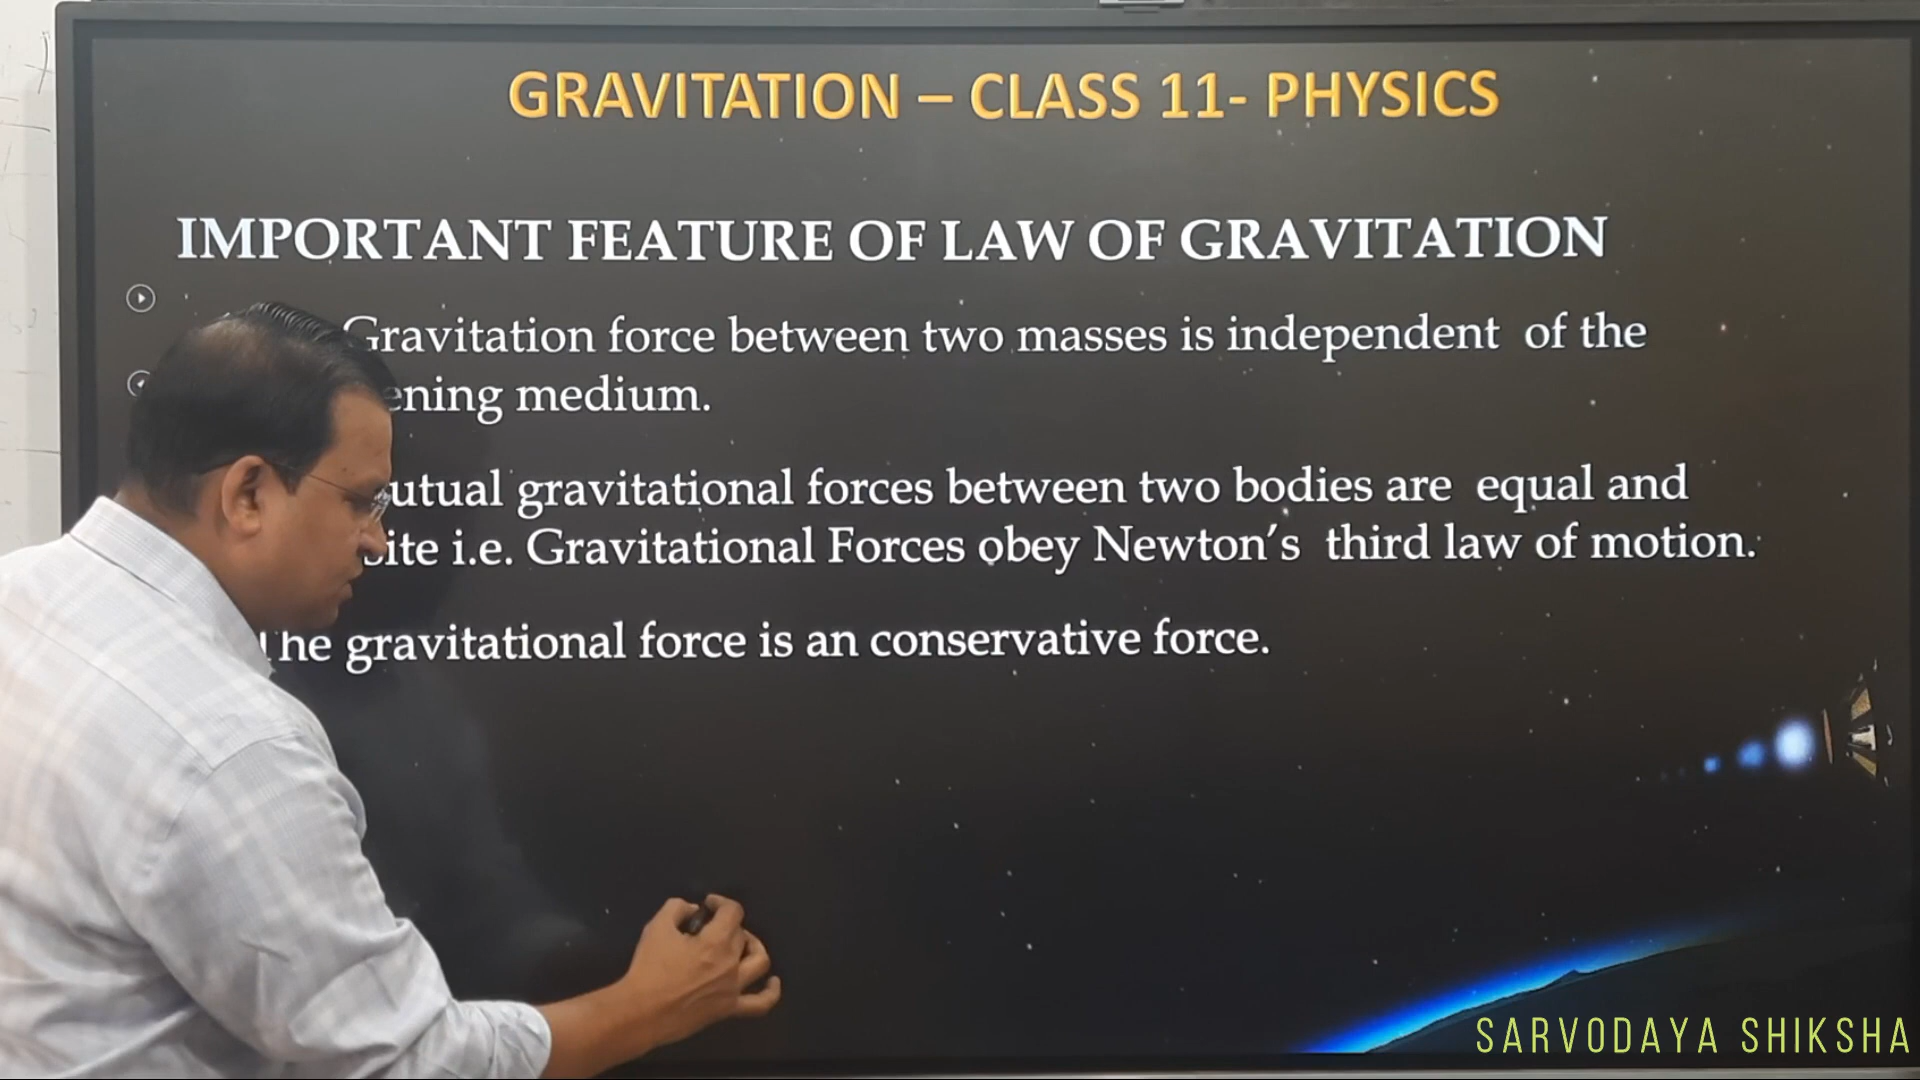 GRAVITATION – CLASS 11- PHYSICS
IMPORTANT FEATURE OF LAW OF GRAVITATION
Gravitation force between two masses is independent of the
ening medium.
utual gravitational forces between two bodies are equal and
site i.e. Gravitational Forces obey Newton's third law of motion.
The gravitational force is an conservative force.
SARVODAYA SHIKSHA